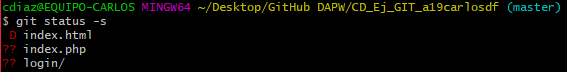 cdiaz@EQUIPO-CARLOS MINGW64 ~/Desktop/GitHub DAPW/CD_Ej_GIT_a19carlosdf (master)
$ git status -s
 D index.html
?? index.php
?? login/